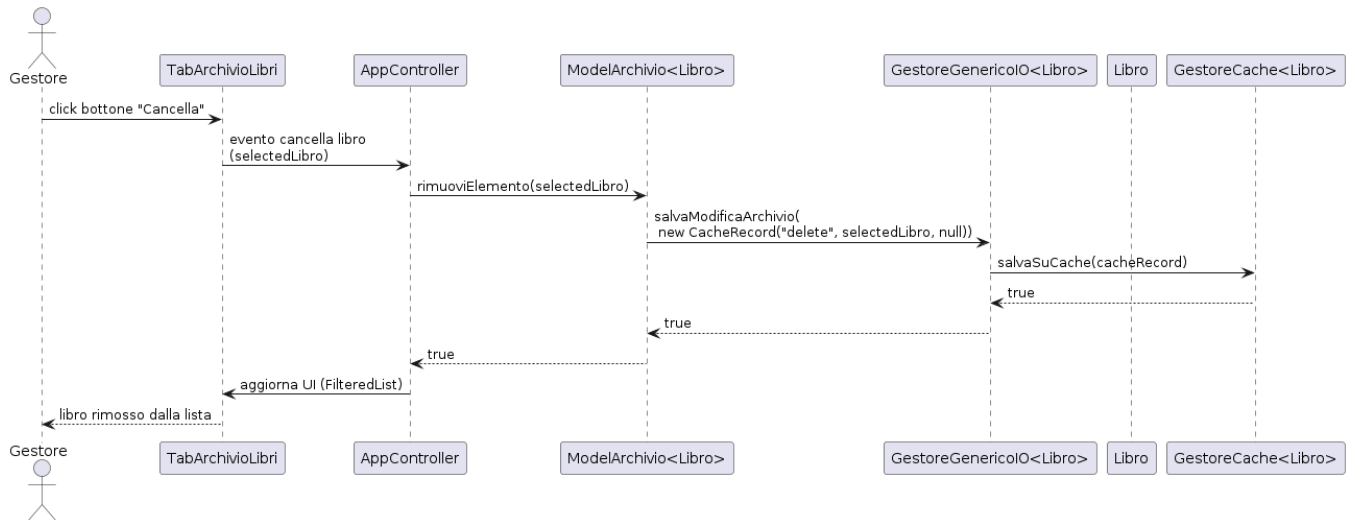 Gestore
TabArchivioLibri
AppController
ModelArchivio<Libro>
GestoreGenericoIO<Libro>
Libro
GestoreCache<Libro>
click bottone "Cancella"
evento cancella libro
(selectedLibro)
rimuoviElemento(selectedLibro)
salvaModificaArchivio(
new CacheRecord("delete", selectedLibro, null))
salvaSuCache(cacheRecord)
true
true
true
aggiorna UI (FilteredList)
libro rimosso dalla lista
Gestore
TabArchivioLibri
AppController
ModelArchivio<Libro>
GestoreGenericoIO<Libro>
Libro
GestoreCache<Libro>